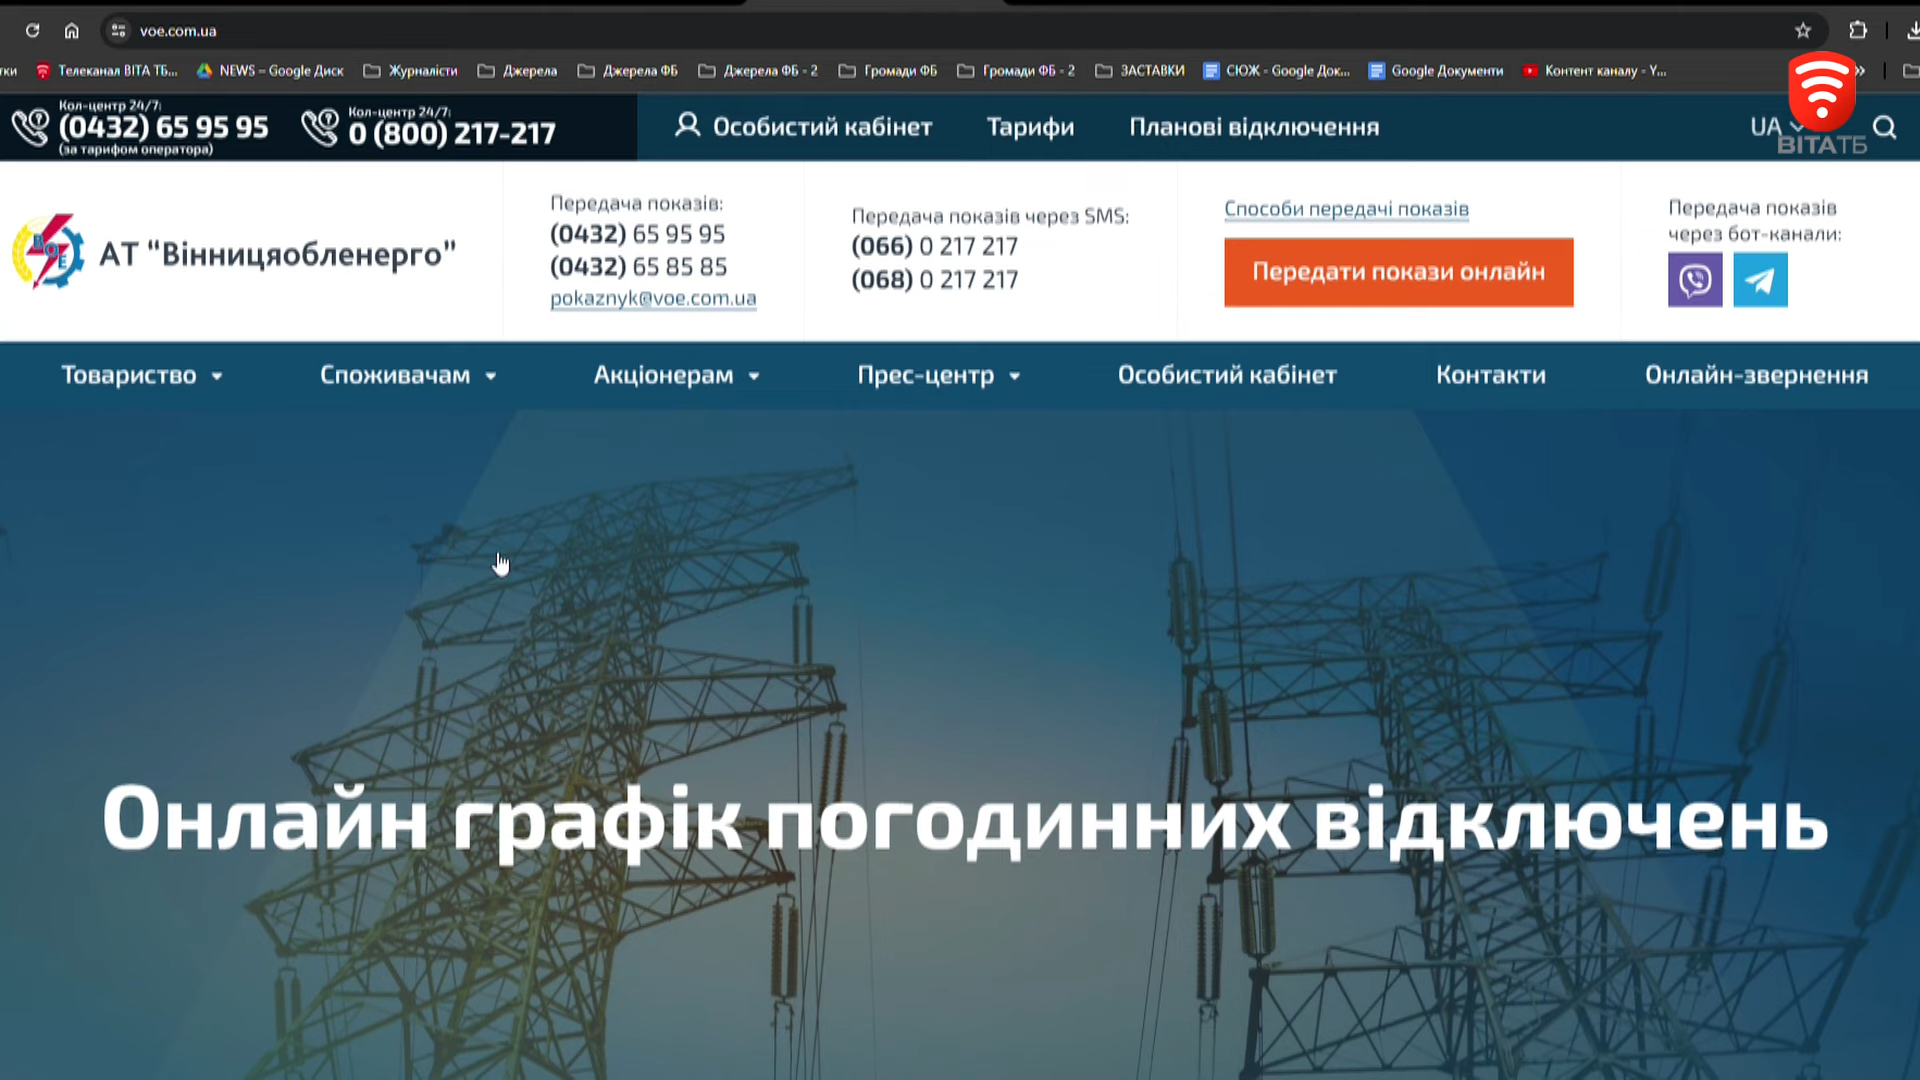 voe.com.ua
тки
Телеканал ВІТА ТБ...
NEWS – Google Диск
Журналісти
Джерела
Джерела ФБ
Джерела ФБ - 2
Громади ФБ
Громади ФБ - 2
ЗАСТАВКИ
СЮЖ - Google Док...
Google Документи
Контент каналу - Y...
Кол-центр 24/7:
(0432) 65 95 95
(за тарифом оператора)
Кол-центр 24/7:
0 (800) 217-217
Особистий кабінет
Тарифи
Планові відключення
UA
ВІТАТБ
ВОЕ
АТ "Вінницяобленерго"
Передача показів:
(0432) 65 95 95
(0432) 65 85 85
pokaznyk@voe.com.ua
Передача показів через SMS:
(066) 0 217 217
(068) 0 217 217
Способи передачі показів
Передати покази онлайн
Передача показів
через бот-канали:
Товариство
Споживачам
Акціонерам
Прес-центр
Особистий кабінет
Контакти
Онлайн-звернення
Онлайн графік погодинних відключень